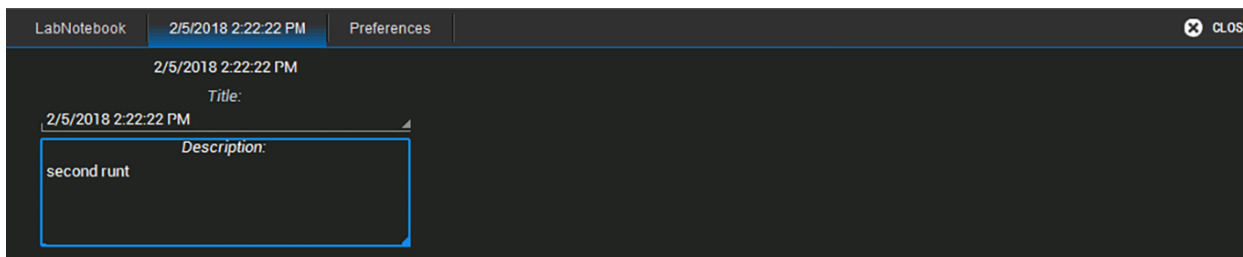 LabNotebook 2/5/2018 2:22:22 PM Preferences CLOS
2/5/2018 2:22:22 PM
Title:
2/5/2018 2:22:22 PM
Description:
second runt